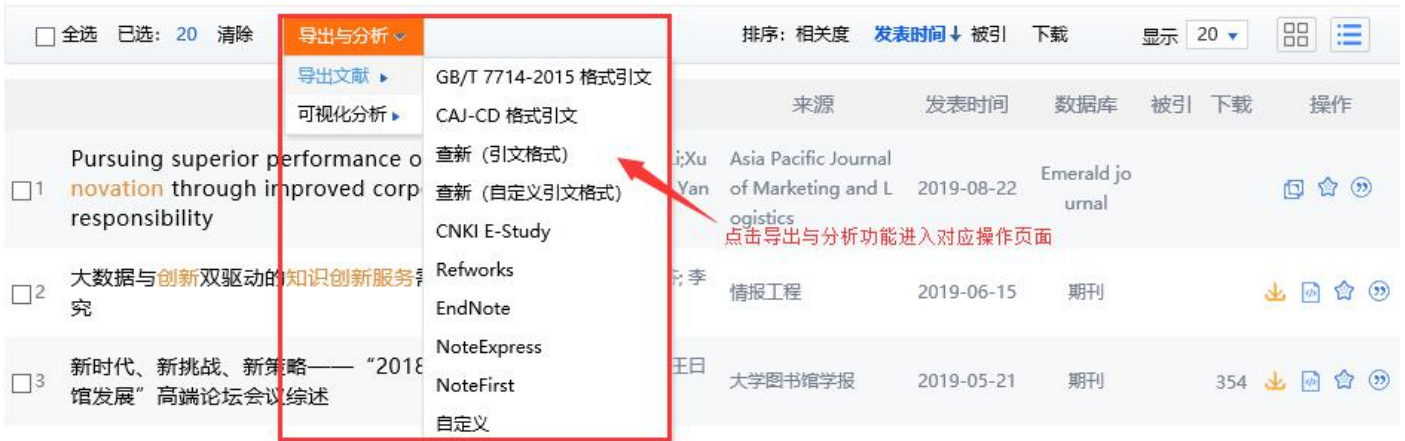 全选 已选：20 清除 导出与分析 排序：相关度 发表时间↓ 被引 下载 显示 20
导出文献
可视化分析
GB/T 7714-2015 格式引文
CAJ-CD 格式引文
查新（引文格式）
查新（自定义引文格式）
CNKI E-Study
Refworks
EndNote
NoteExpress
NoteFirst
自定义
来源 发表时间 数据库 被引 下载 操作
1
Pursuing superior performance o
novation through improved corp
responsibility
Xu
Yan
Asia Pacific Journal
of Marketing and L
ogistics
2019-08-22
Emerald jo
urnal
点击导出与分析功能进入对应操作页面
2
大数据与创新双驱动的知识创新服务
究
李
情报工程 2019-06-15 期刊
3
新时代、新挑战、新策略——“2018
馆发展”高端论坛会议综述
王日
大学图书馆学报 2019-05-21 期刊 354